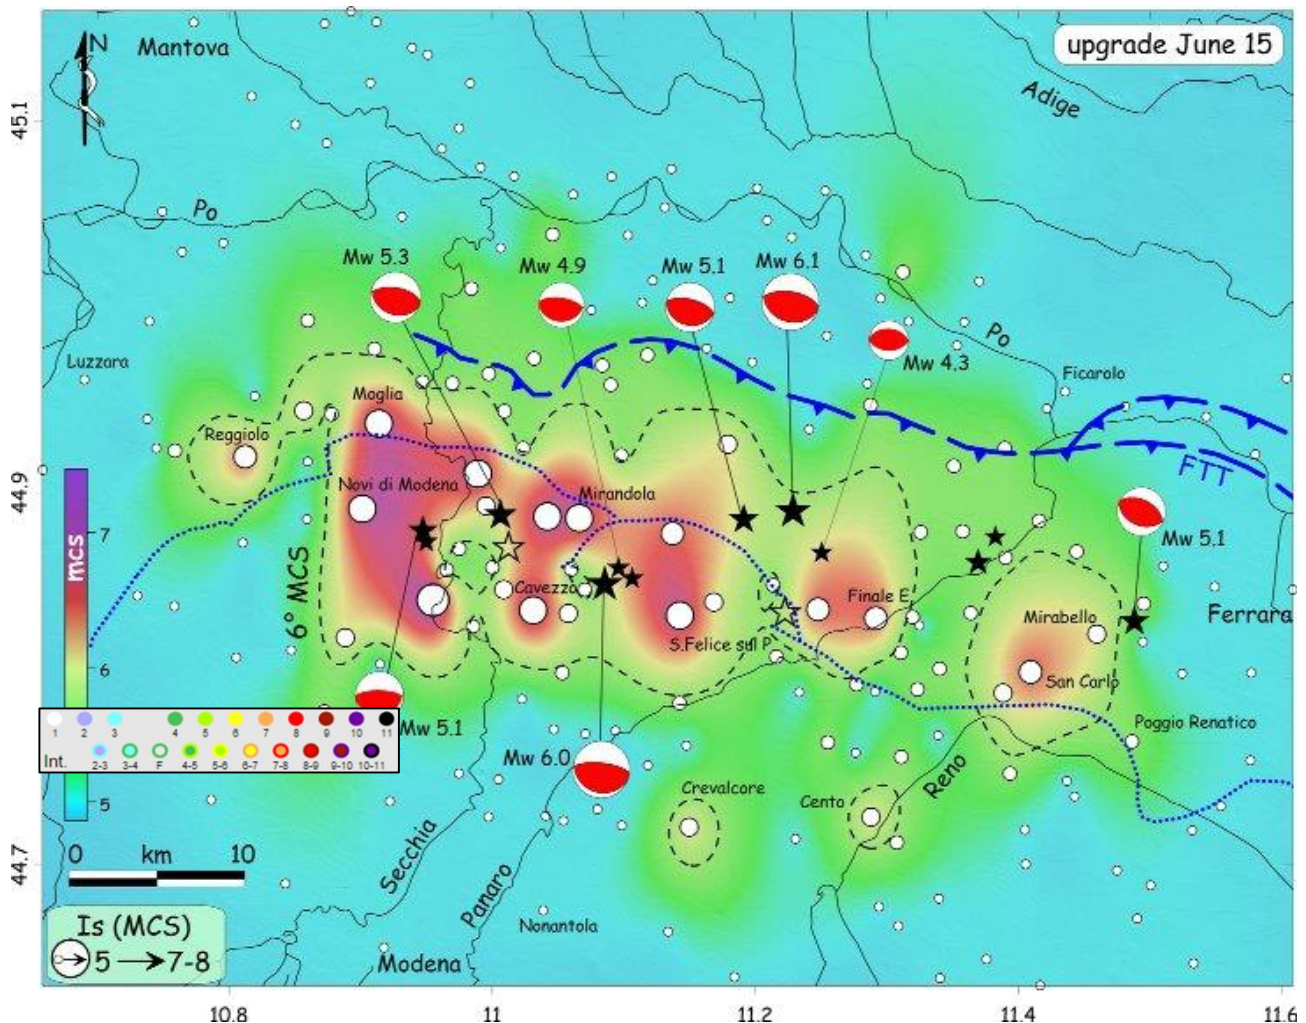 N
Mantova
upgrade June 15
Adige
45.1
Po
Mw 5.3
Mw 4.9
Mw 5.1
Mw 6.1
Po
Mw 4.3
Luzzara
Ficarolo
Moglia
Reggiolo
FTT
44.9
Novi di Modena
Mirandola
7
mcs
Mw 5.1
6° MCS
Cavezzo
Finale E.
Mirabello
Ferrara
S.Felice sul P.
6
San Carlo
Poggio Renatico
1 2 3 4 5 6 7 8 9 10 11
Int. 2-3 3-4 F 4-5 5-6 6-7 7-8 8-9 9-10 10-11
Mw 5.1
Mw 6.0
Reno
5
Crevalcore
Cento
Secchia
Panaro
0 km 10
44.7
Is (MCS)
5 7-8
Nonantola
Modena
10.8 11 11.2 11.4 11.6